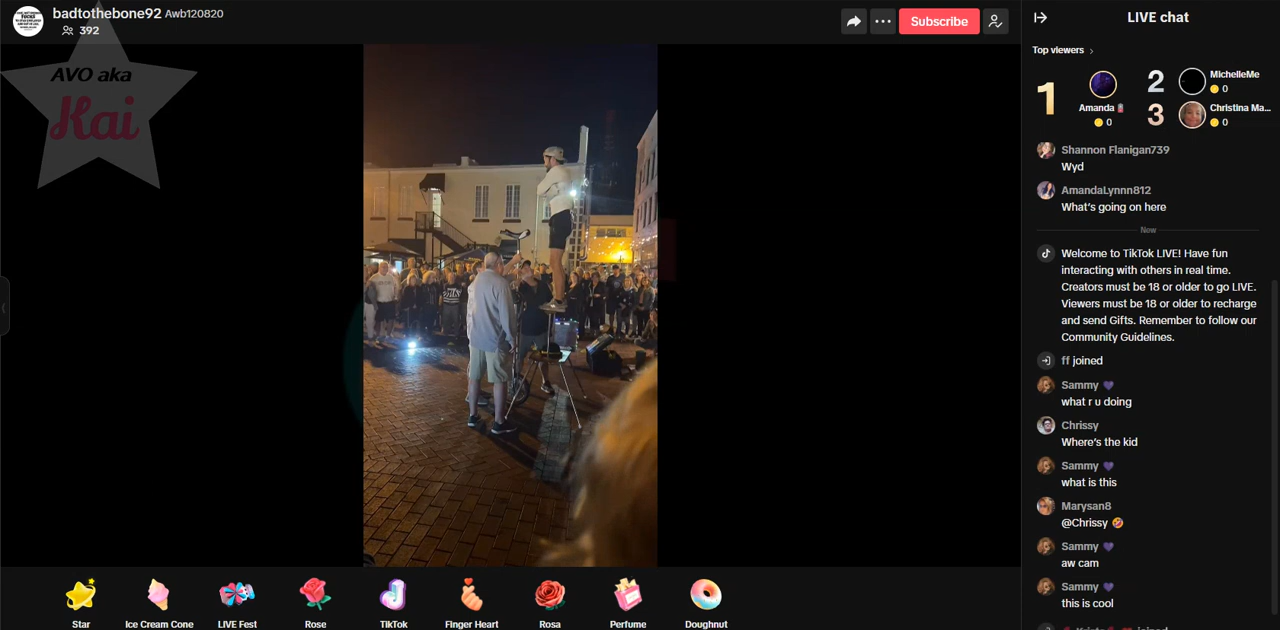 badtothebone92 Awb120820
392
Subscribe
AVO aka
Kai
LIVE chat
Top viewers
1
Amanda
0
2
MichelleMe
0
3
Christina Ma...
0
Shannon Flanigan739
Wyd
AmandaLynnn812
What's going on here
New
Welcome to TikTok LIVE! Have fun
interacting with others in real time.
Creators must be 18 or older to go LIVE.
Viewers must be 18 or older to recharge
and send Gifts. Remember to follow our
Community Guidelines.
ff joined
Sammy 💜
what r u doing
Chrissy
Where's the kid
Sammy 💜
what is this
Marysan8
@Chrissy 🤣
Sammy 💜
aw cam
Sammy 💜
this is cool
joined
Star
Ice Cream Cone
LIVE Fest
Rose
TikTok
Finger Heart
Rosa
Perfume
Doughnut